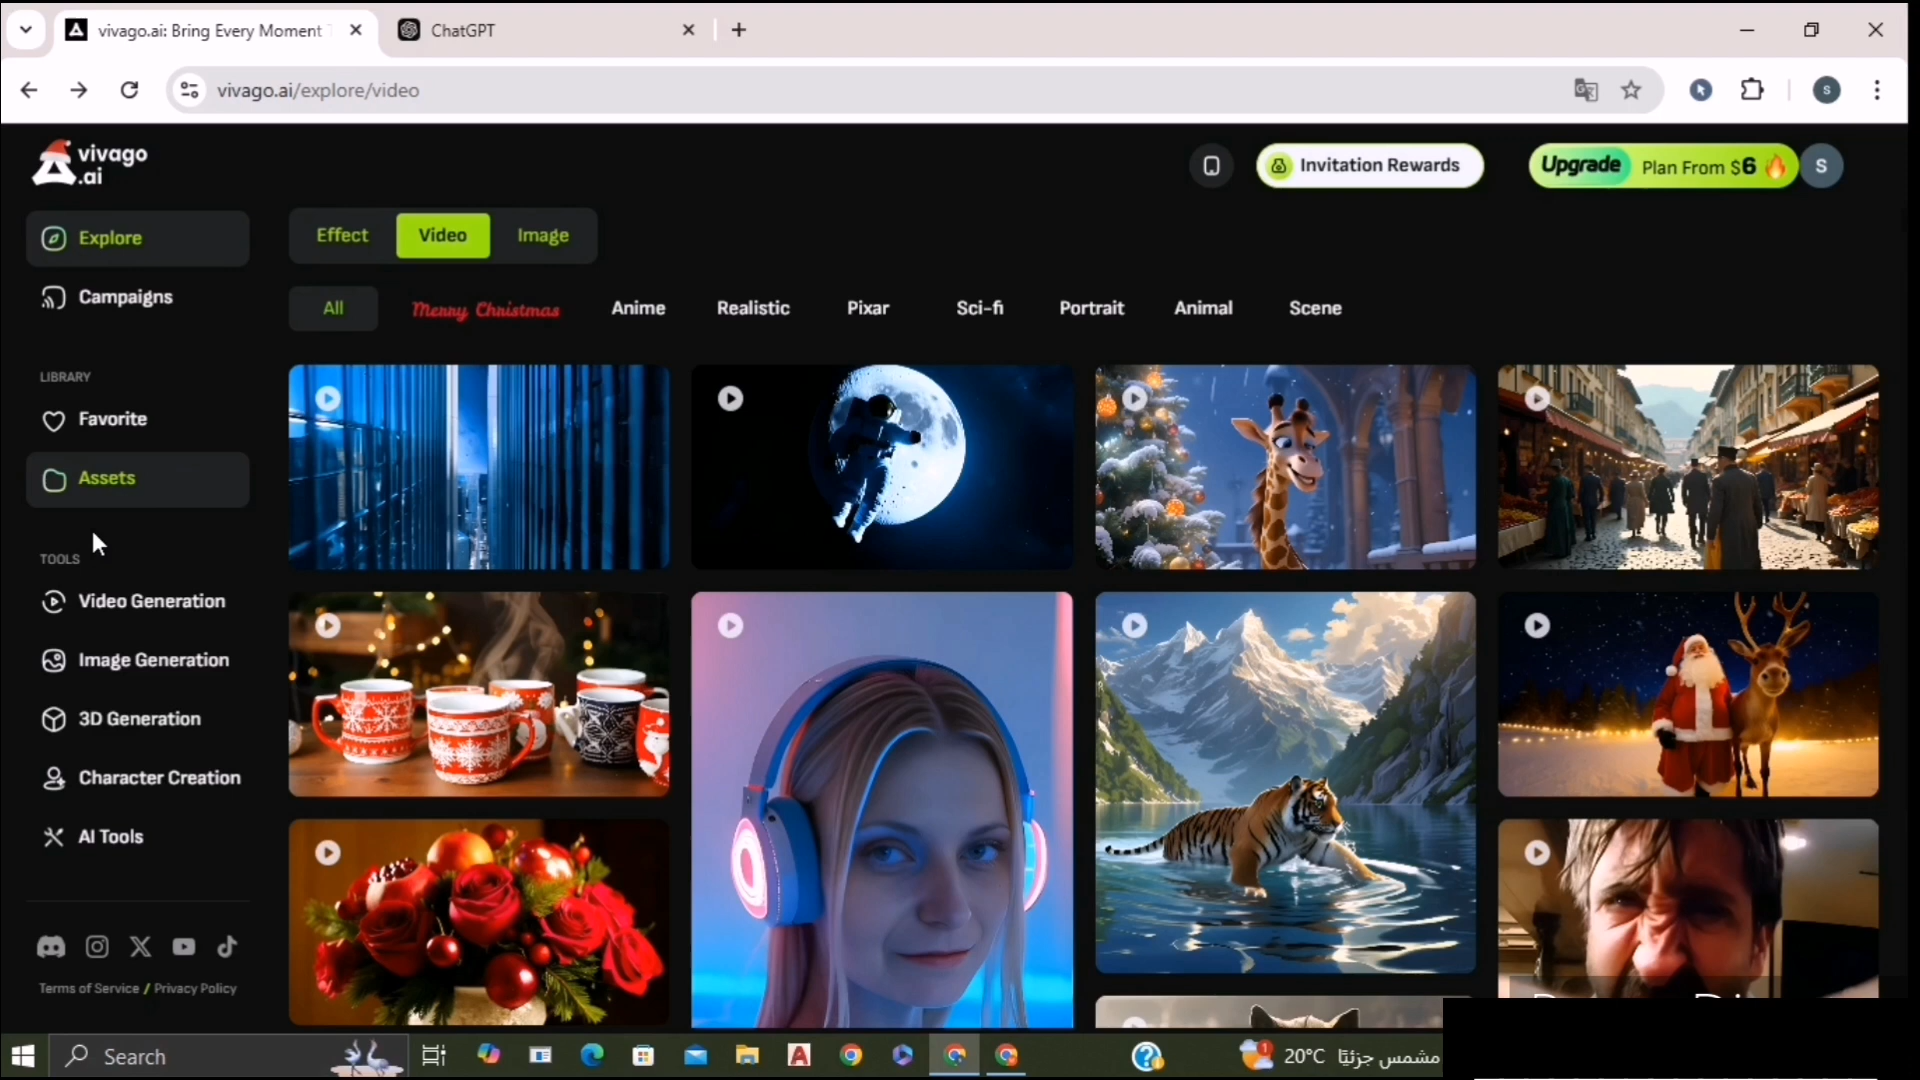 vivago.ai: Bring Every Moment
ChatGPT
vivago.ai/explore/video
S
vivago
.ai
Invitation Rewards
Upgrade Plan From $6
S
Explore
Campaigns
LIBRARY
Favorite
Assets
TOOLS
Video Generation
Image Generation
3D Generation
Character Creation
AI Tools
Terms of Service / Privacy Policy
Effect
Video
Image
All
Merry Christmas
Anime
Realistic
Pixar
Sci-fi
Portrait
Animal
Scene
Search
1
20°C مشمس جزئيًا